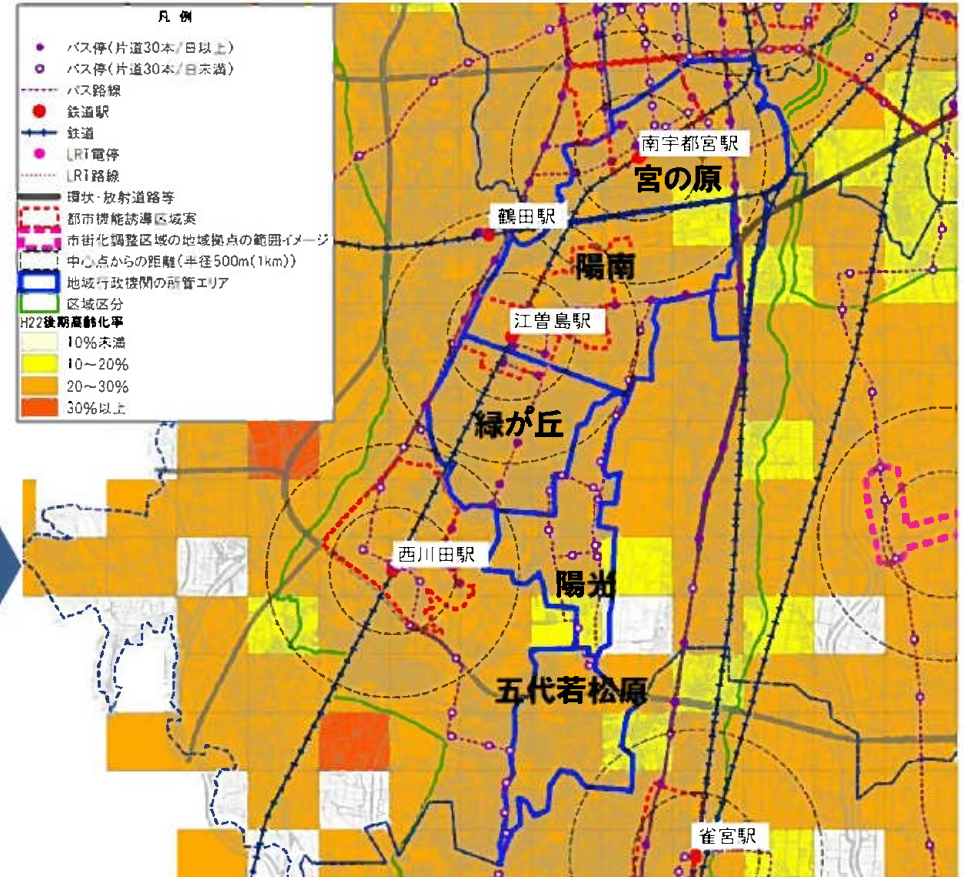 凡 例
バス停(片道30本/日以上)
バス停(片道30本/日未満)
バス路線
鉄道駅
鉄道
LRT電停
LRT路線
環状・放射道路等
都市機能誘導区域案
市街化調整区域の地域拠点の範囲イメージ
中心点からの距離(半径500m(1km))
地域行政機関の所管エリア
区域区分
H22後期高齢化率
10%未満
10~20%
20~30%
30%以上
南宇都宮駅
宮の原
鶴田駅
陽南
江曽島駅
緑が丘
西川田駅
陽光
五代若松原
雀宮駅